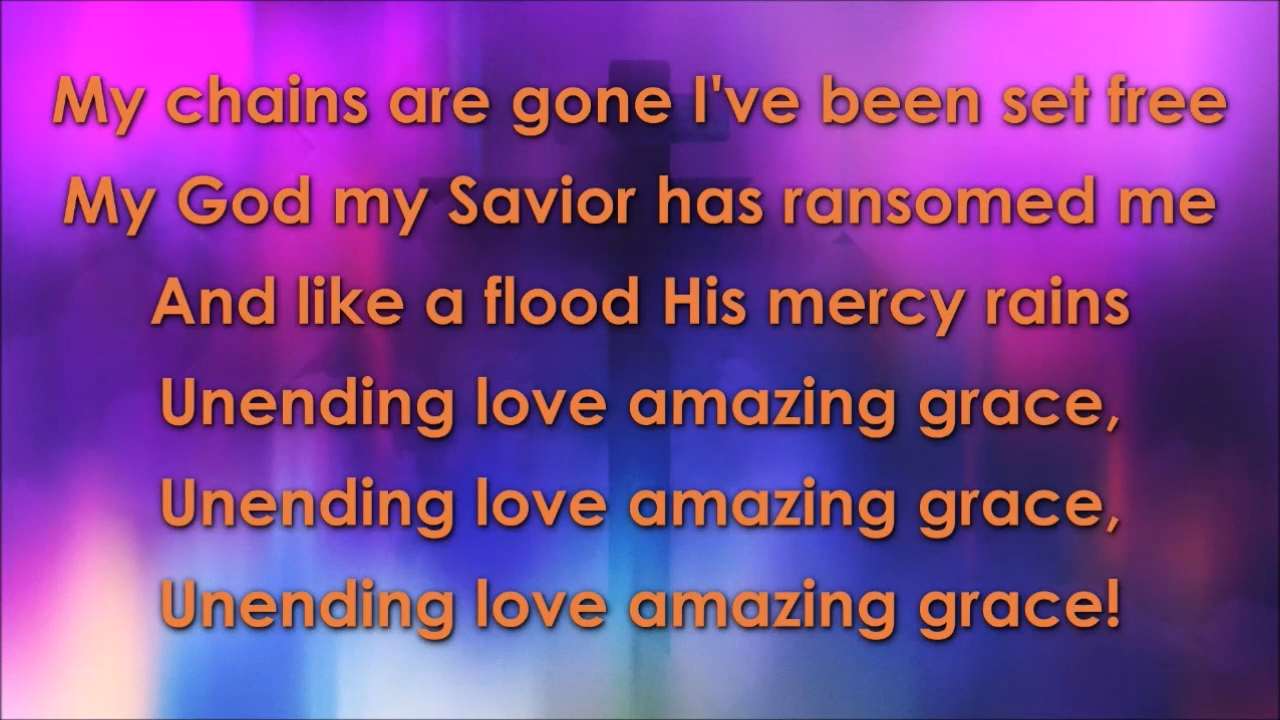 My chains are gone I've been set free
My God my Savior has ransomed me
And like a flood His mercy rains
Unending love amazing grace,
Unending love amazing grace,
Unending love amazing grace!